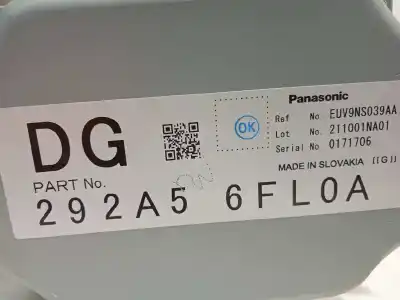 Panasonic
DG
OK
Ref No EUV9NS039AA
Lot No. 211001NA01
Serial No 0171706
PART No.
MADE IN SLOVAKIA [[G]]
292A5 6FL0A